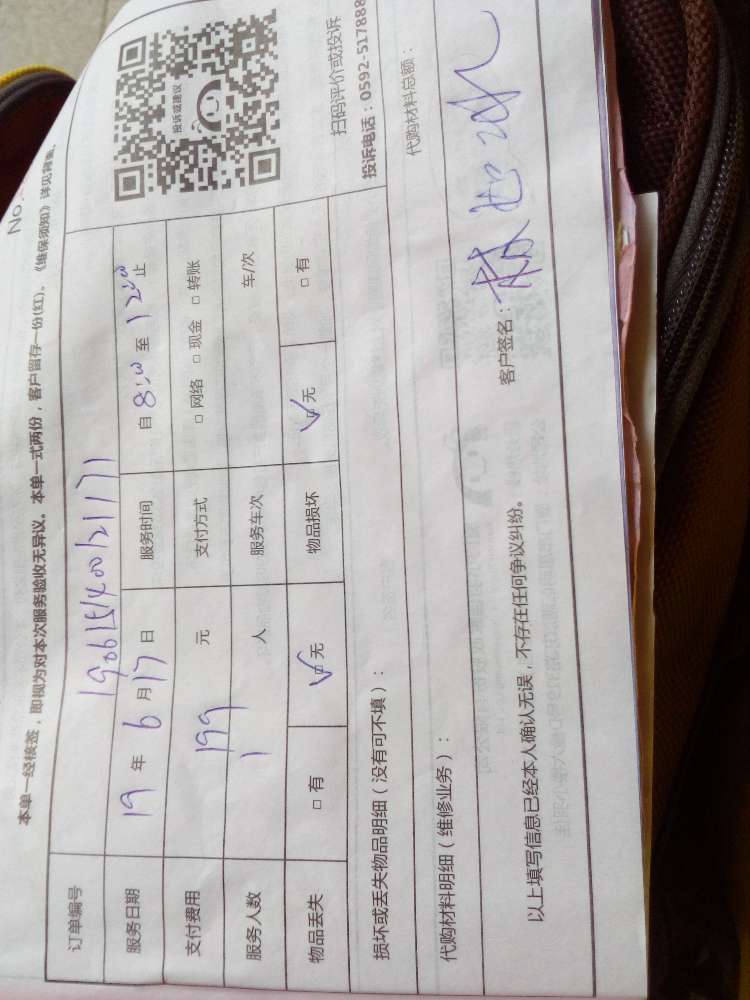 No.
本单一经核签，即视为对本次服务验收无异议。本单一式两份，客户留存一份(红)、《维保须知》详见背面。
订单编号 190615140021171
服务日期 19 年 6 月 17 日 服务时间 自 8:00 至 12:00 止
支付费用 199 元 支付方式 □ 网络 □ 现金 □ 转账
服务人数 1 人 服务车次 车/次
物品丢失 □ 有 ☑ 无 物品损坏 ☑ 无 □ 有
投诉或建议
扫码评价或投诉
投诉电话：0592-517888
损坏或丢失物品明细（没有可不填）：
代购材料明细（维修业务）： 代购材料总额：
以上填写信息已经本人确认无误，不存在任何争议纠纷。 客户签名：